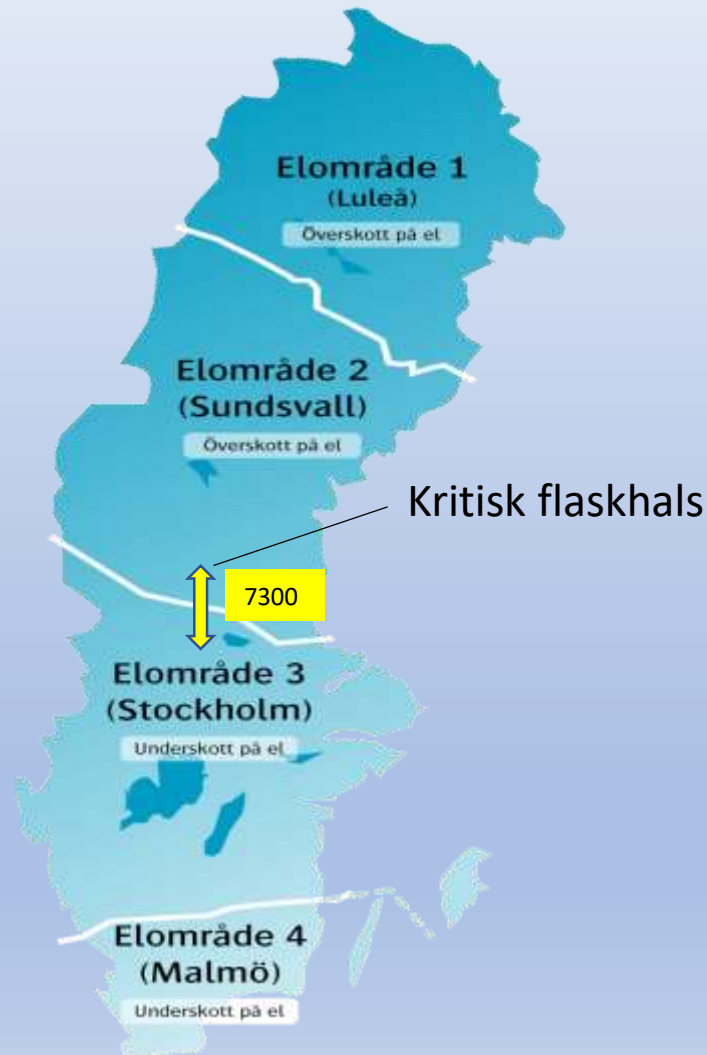 Elområde 1
(Luleå)
Överskott på el
Elområde 2
(Sundsvall)
Överskott på el
Kritisk flaskhals
7300
Elområde 3
(Stockholm)
Underskott på el
Elområde 4
(Malmö)
Underskott på el